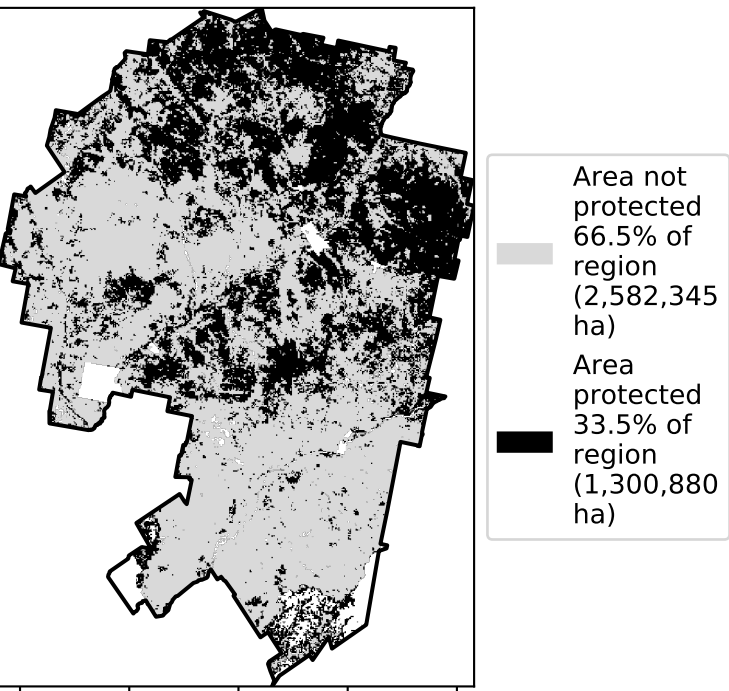 Area not
protected
66.5% of
region
(2,582,345
ha)
Area
protected
33.5% of
region
(1,300,880
ha)